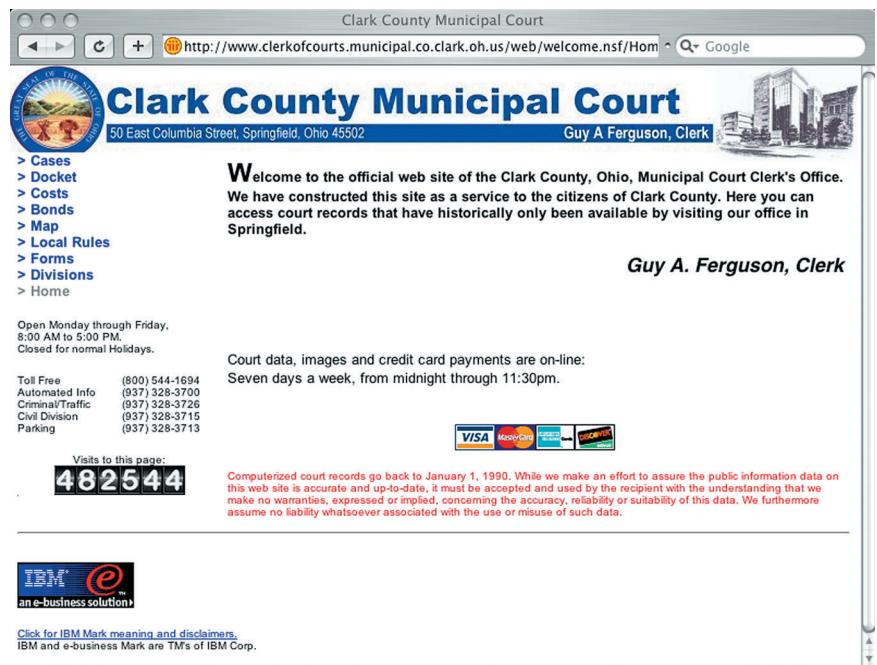 Clark County Municipal Court
http://www.clerkofcourts.municipal.co.clark.oh.us/web/welcome.nsf/Hom
Google
Clark County Municipal Court
50 East Columbia Street, Springfield, Ohio 45502
Guy A Ferguson, Clerk
> Cases
> Docket
> Costs
> Bonds
> Map
> Local Rules
> Forms
> Divisions
> Home
Open Monday through Friday,
8:00 AM to 5:00 PM.
Closed for normal Holidays.
Toll Free (800) 544-1694
Automated Info (937) 328-3700
Criminal/Traffic (937) 328-3726
Civil Division (937) 328-3715
Parking (937) 328-3713
Visits to this page:
482544
Welcome to the official web site of the Clark County, Ohio, Municipal Court Clerk's Office.
We have constructed this site as a service to the citizens of Clark County. Here you can
access court records that have historically only been available by visiting our office in
Springfield.
Guy A. Ferguson, Clerk
Court data, images and credit card payments are on-line:
Seven days a week, from midnight through 11:30pm.
VISA MasterCard DISCOVER
Computerized court records go back to January 1, 1990. While we make an effort to assure the public information data on
this web site is accurate and up-to-date, it must be accepted and used by the recipient with the understanding that we
make no warranties, expressed or implied, concerning the accuracy, reliability or suitability of this data. We furthermore
assume no liability whatsoever associated with the use or misuse of such data.
IBM e
an e-business solution
Click for IBM Mark meaning and disclaimers.
IBM and e-business Mark are TM's of IBM Corp.